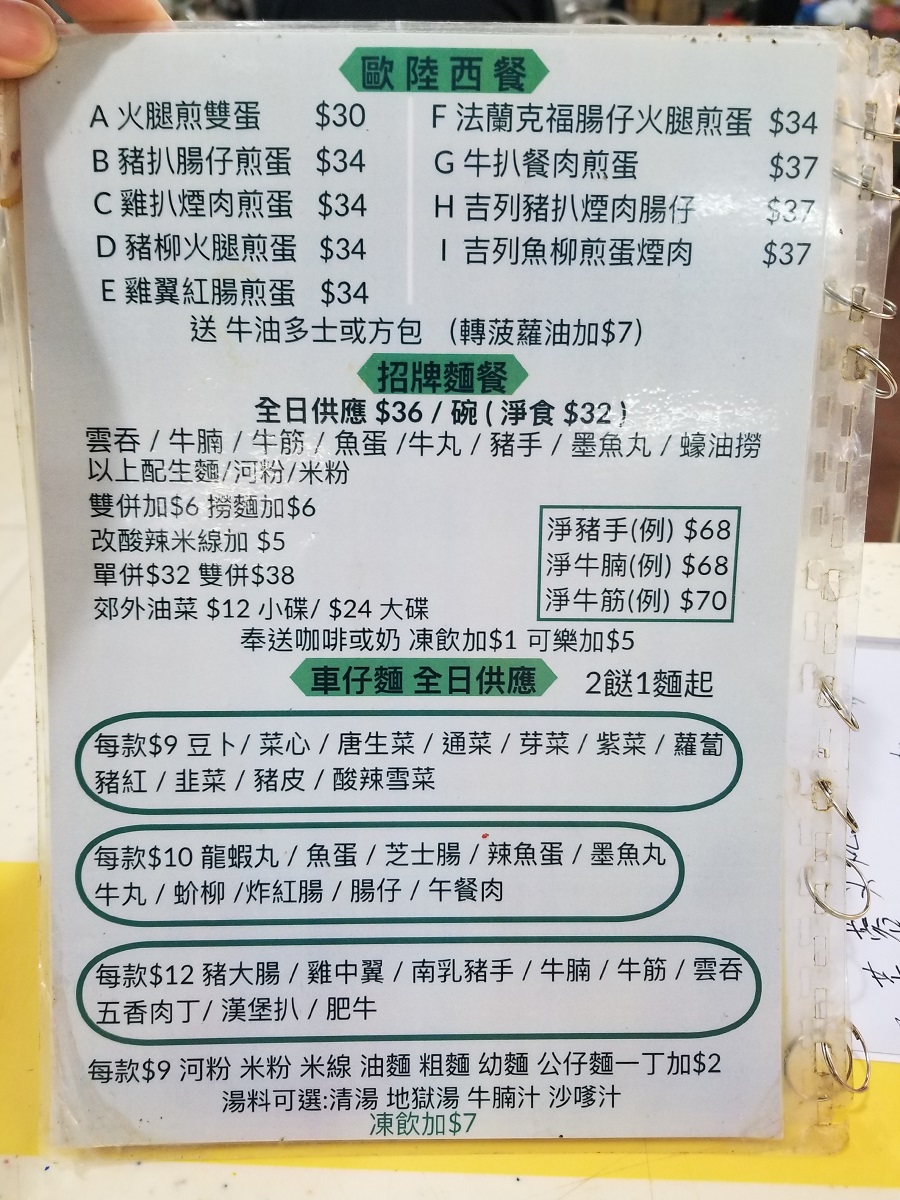 歐陸西餐
A 火腿煎雙蛋 $30
B 豬扒腸仔煎蛋 $34
C 雞扒煙肉煎蛋 $34
D 豬柳火腿煎蛋 $34
E 雞翼紅腸煎蛋 $34
F 法蘭克福腸仔火腿煎蛋 $34
G 牛扒餐肉煎蛋 $37
H 吉列豬扒煙肉腸仔 $37
I 吉列魚柳煎蛋煙肉 $37
送 牛油多士或方包 (轉菠蘿油加$7)
招牌麵餐
全日供應 $36 / 碗 ( 淨食 $32 )
雲吞 / 牛腩 / 牛筋 / 魚蛋 /牛丸 / 豬手 / 墨魚丸 / 蠔油撈
以上配生麵/河粉/米粉
雙併加$6 撈麵加$6
改酸辣米線加 $5
單併$32 雙併$38
郊外油菜 $12 小碟/ $24 大碟
淨豬手(例) $68
淨牛腩(例) $68
淨牛筋(例) $70
奉送咖啡或奶 凍飲加$1 可樂加$5
車仔麵 全日供應 2餸1麵起
每款$9 豆卜/ 菜心 / 唐生菜 / 通菜 / 芽菜 / 紫菜 / 蘿蔔
豬紅 / 韭菜 / 豬皮 / 酸辣雪菜
每款$10 龍蝦丸 / 魚蛋 / 芝士腸 / 辣魚蛋 / 墨魚丸
牛丸 / 蚧柳 /炸紅腸 / 腸仔 / 午餐肉
每款$12 豬大腸 / 雞中翼 / 南乳豬手 / 牛腩 / 牛筋 / 雲吞
五香肉丁 / 漢堡扒 / 肥牛
每款$9 河粉 米粉 米線 油麵 粗麵 幼麵 公仔麵一丁加$2
湯料可選:清湯 地獄湯 牛腩汁 沙嗲汁
凍飲加$7